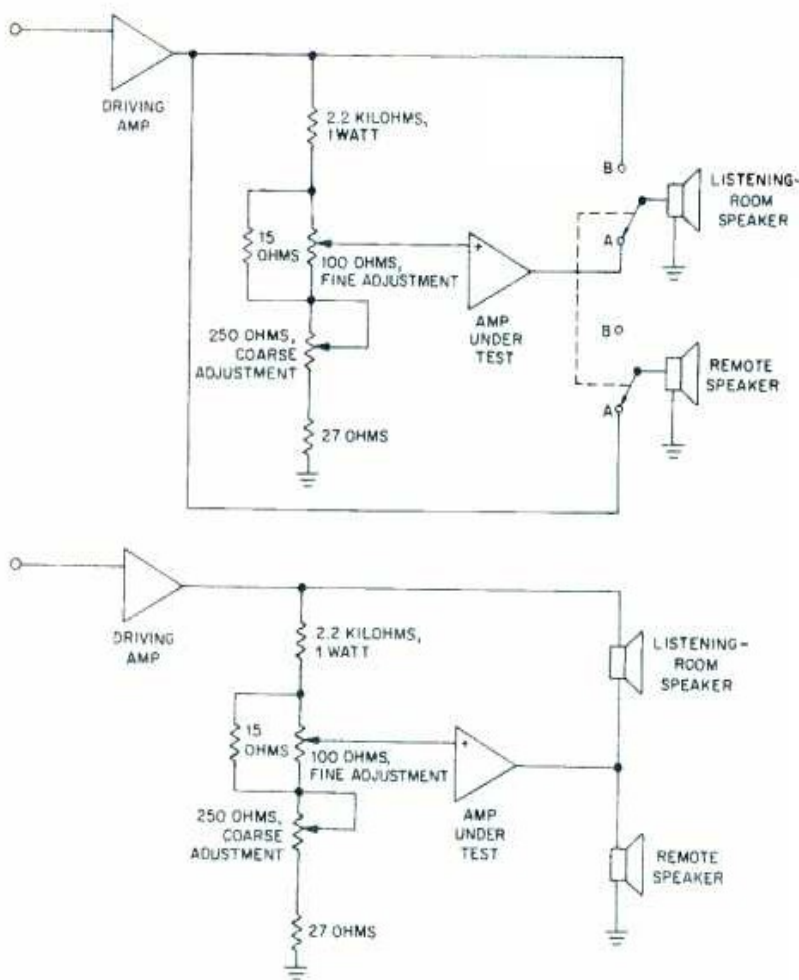 DRIVING
AMP
2.2 KILOHMS,
1 WATT
B
LISTENING-
ROOM
SPEAKER
A
15
OHMS
100 OHMS,
FINE ADJUSTMENT
+
AMP
UNDER
TEST
250 OHMS,
COARSE
ADJUSTMENT
B
REMOTE
SPEAKER
A
27 OHMS
DRIVING
AMP
2.2 KILOHMS,
1 WATT
LISTENING-
ROOM
SPEAKER
15
OHMS
100 OHMS,
FINE ADJUSTMENT
+
AMP
UNDER
TEST
250 OHMS,
COARSE
ADUSTMENT
REMOTE
SPEAKER
27 OHMS